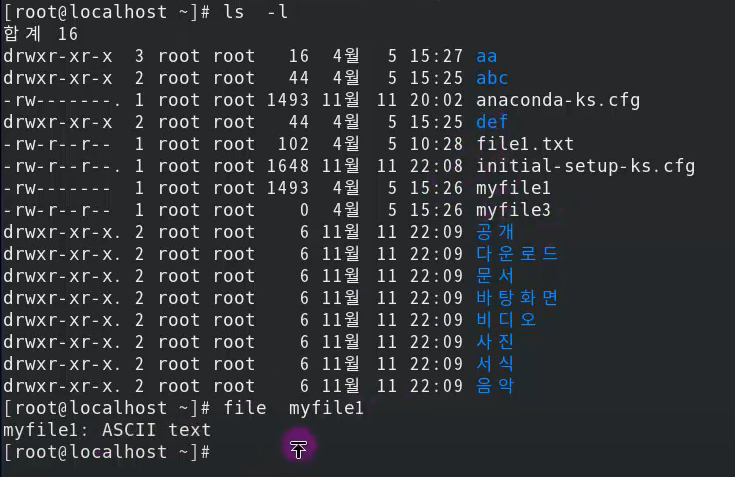 [root@localhost ~]# ls  -l
합계 16
drwxr-xr-x  3 root root   16  4월   5 15:27 aa
drwxr-xr-x  2 root root   44  4월   5 15:25 abc
-rw-------. 1 root root 1493 11월  11 20:02 anaconda-ks.cfg
drwxr-xr-x  2 root root   44  4월   5 15:25 def
-rw-r--r--  1 root root  102  4월   5 10:28 file1.txt
-rw-r--r--. 1 root root 1648 11월  11 22:08 initial-setup-ks.cfg
-rw-------  1 root root 1493  4월   5 15:26 myfile1
-rw-r--r--  1 root root    0  4월   5 15:26 myfile3
drwxr-xr-x. 2 root root    6 11월  11 22:09 공개
drwxr-xr-x. 2 root root    6 11월  11 22:09 다운로드
drwxr-xr-x. 2 root root    6 11월  11 22:09 문서
drwxr-xr-x. 2 root root    6 11월  11 22:09 바탕화면
drwxr-xr-x. 2 root root    6 11월  11 22:09 비디오
drwxr-xr-x. 2 root root    6 11월  11 22:09 사진
drwxr-xr-x. 2 root root    6 11월  11 22:09 서식
drwxr-xr-x. 2 root root    6 11월  11 22:09 음악
[root@localhost ~]# file  myfile1
myfile1: ASCII text
[root@localhost ~]#